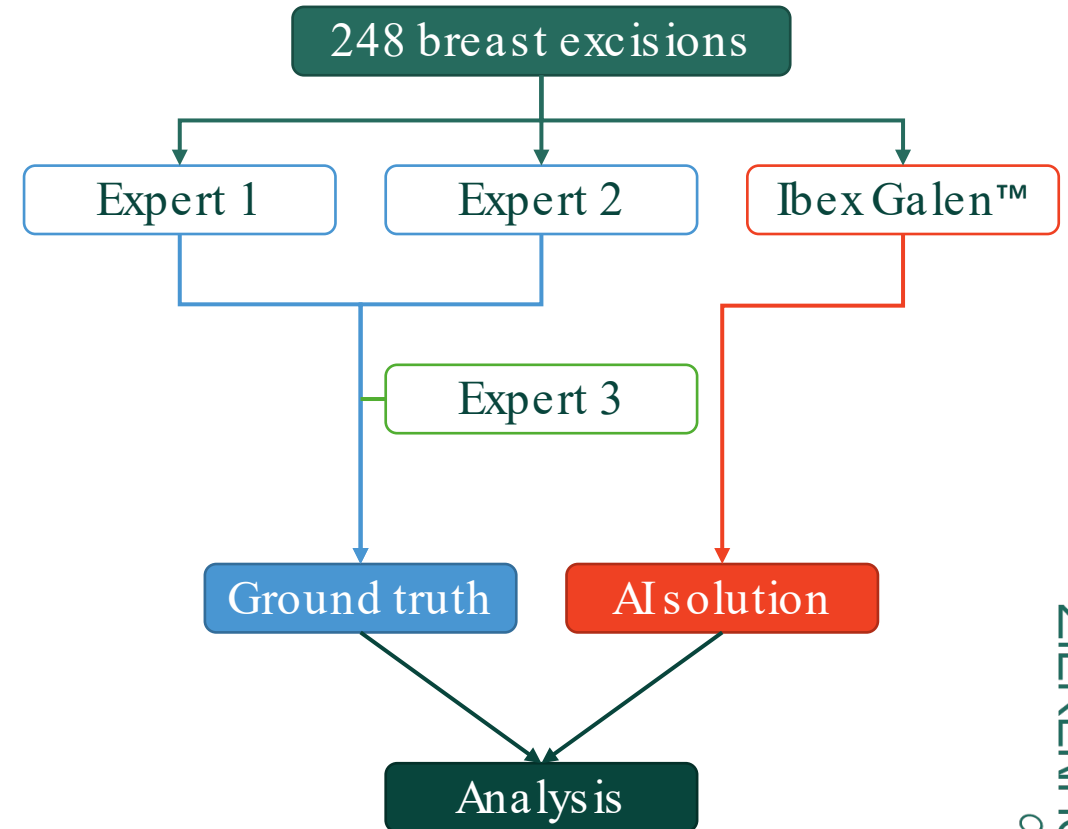 248 breast excisions
Expert 1
Expert 2
Ibex Galen™
Expert 3
Ground truth
AI solution
Analysis